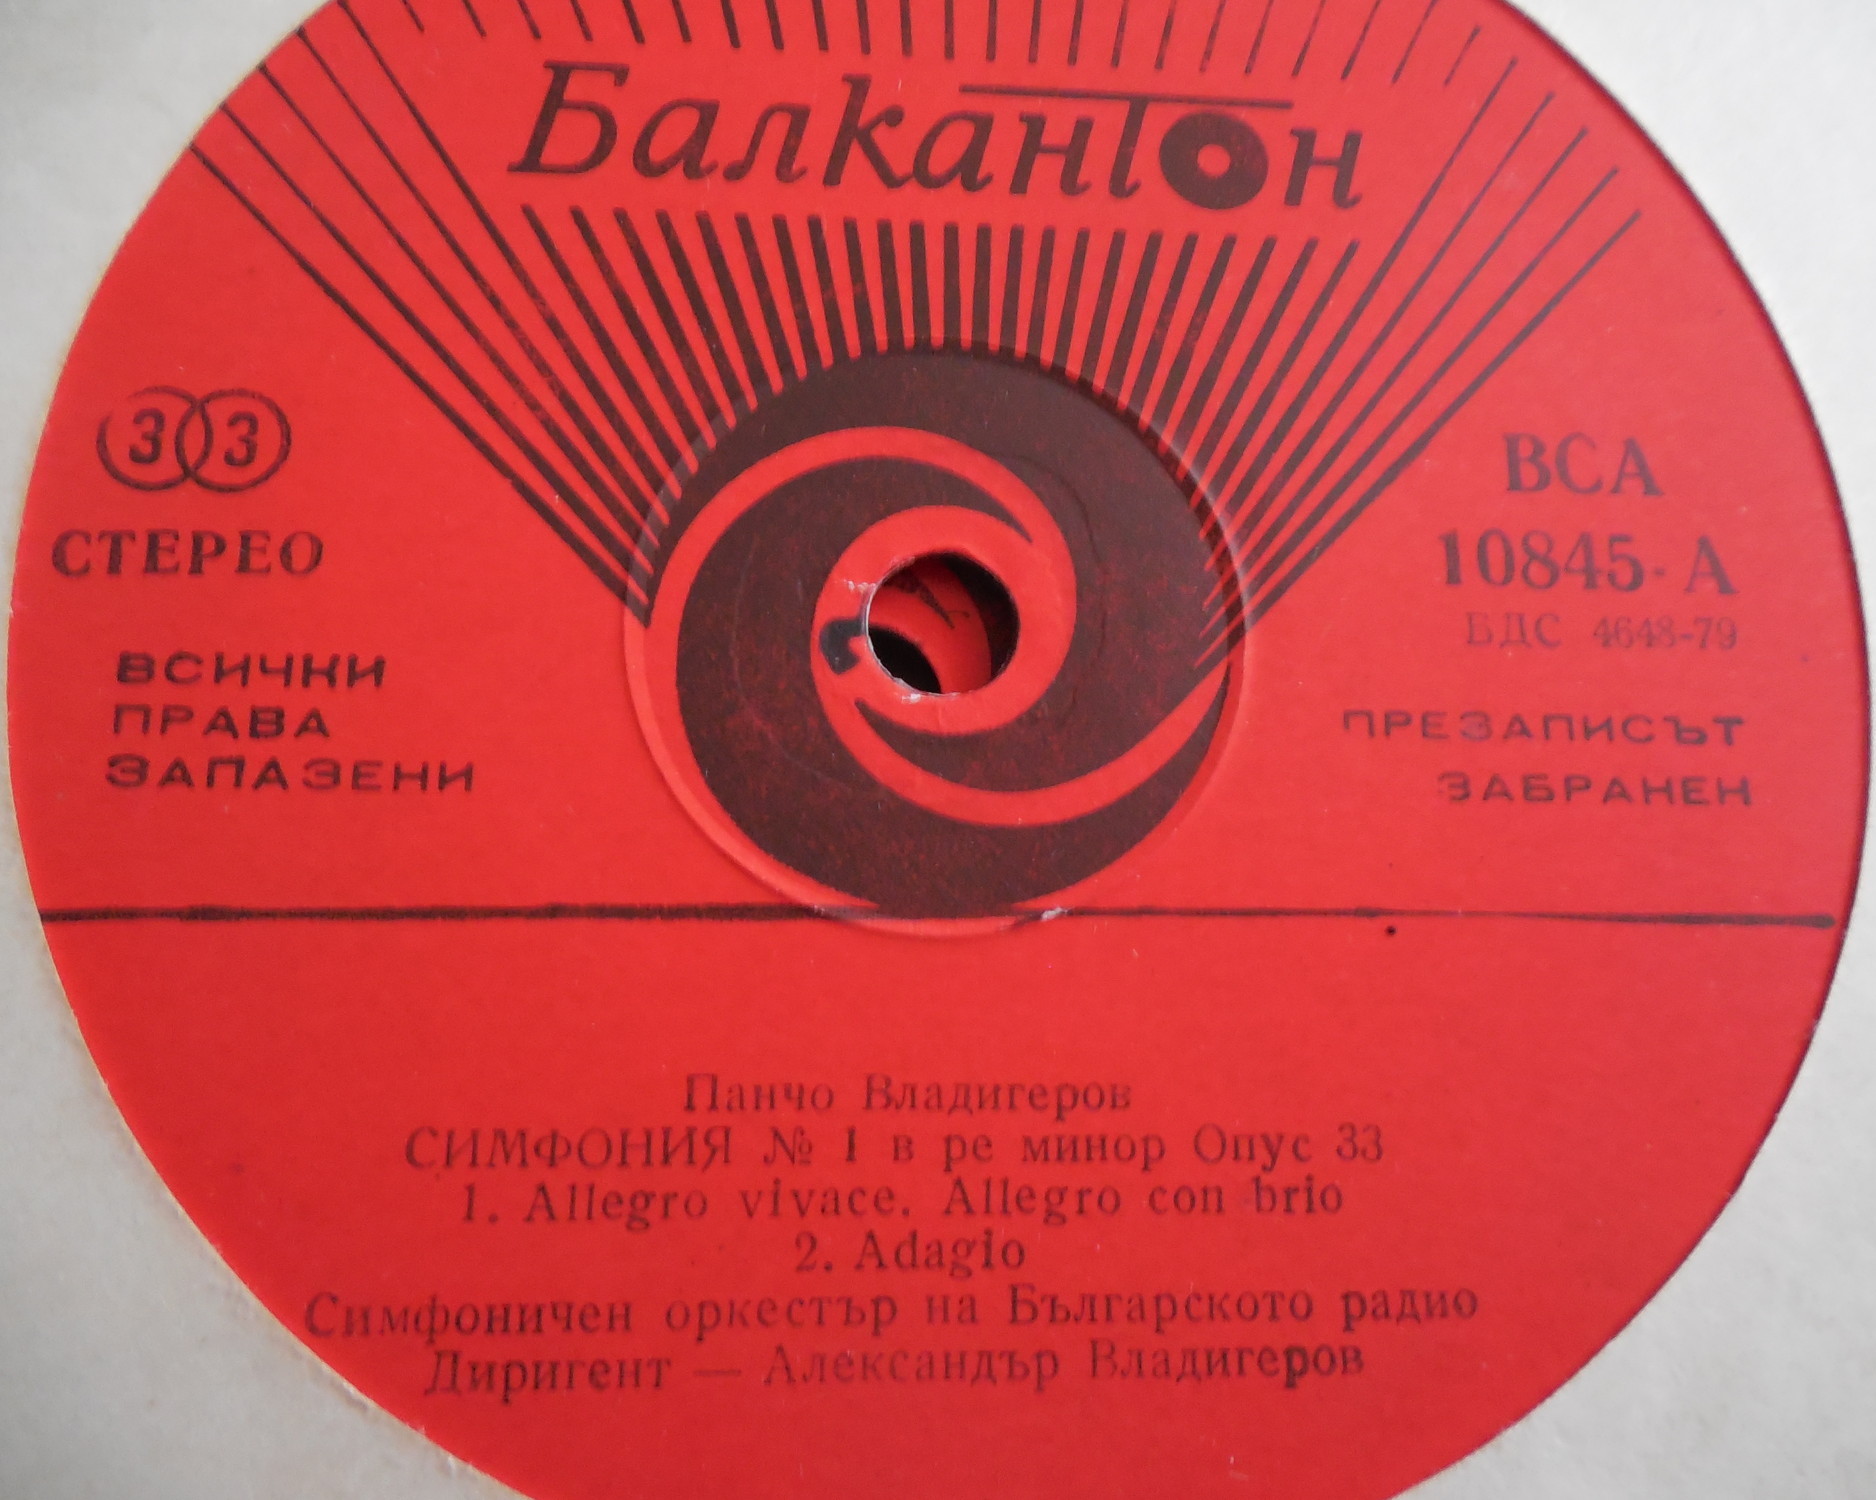 Балкантон
33
СТЕРЕО
ВСИЧКИ
ПРАВА
ЗАПАЗЕНИ
ВСА
10845-А
БДС 4648-79
ПРЕЗАПИСЪТ
ЗАБРАНЕН
Панчо Владигеров
СИМФОНИЯ № 1 в ре минор Опус 33
1. Allegro vivace. Allegro con brio
2. Adagio
Симфоничен оркестър на Българското радио
Диригент — Александър Владигеров